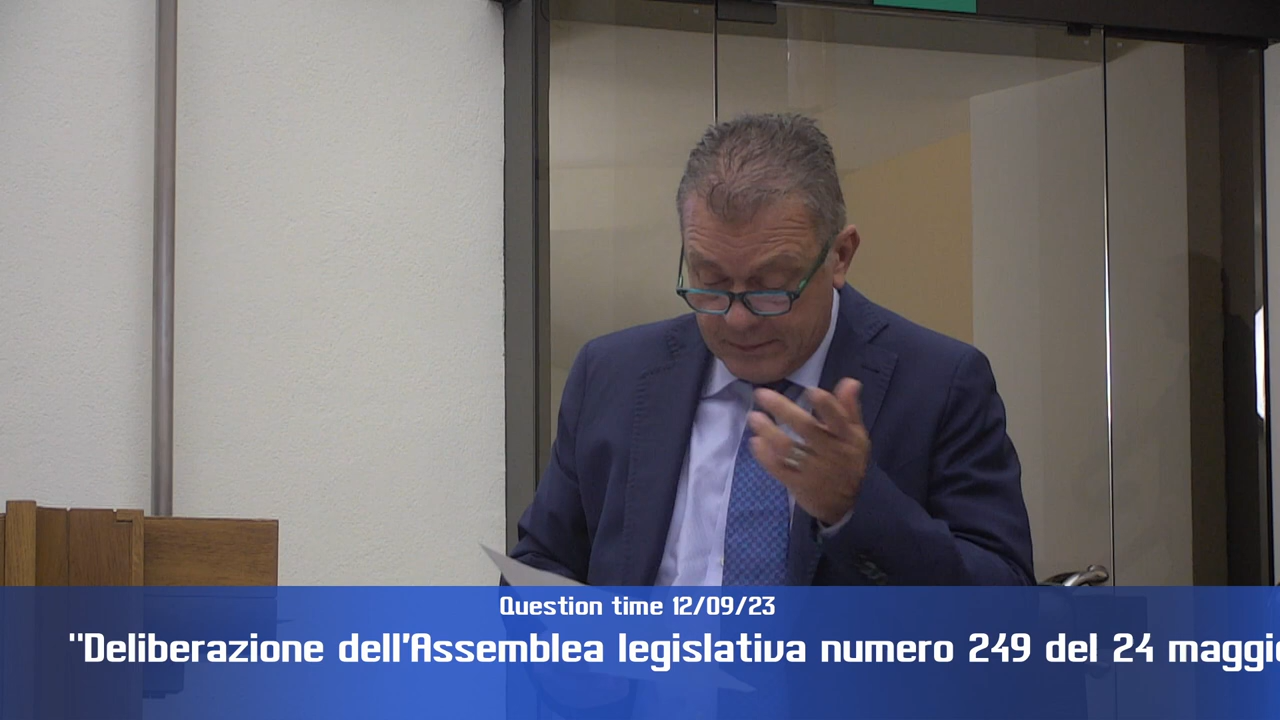 Question time 12/09/23
"Deliberazione dell'Assemblea legislativa numero 249 del 24